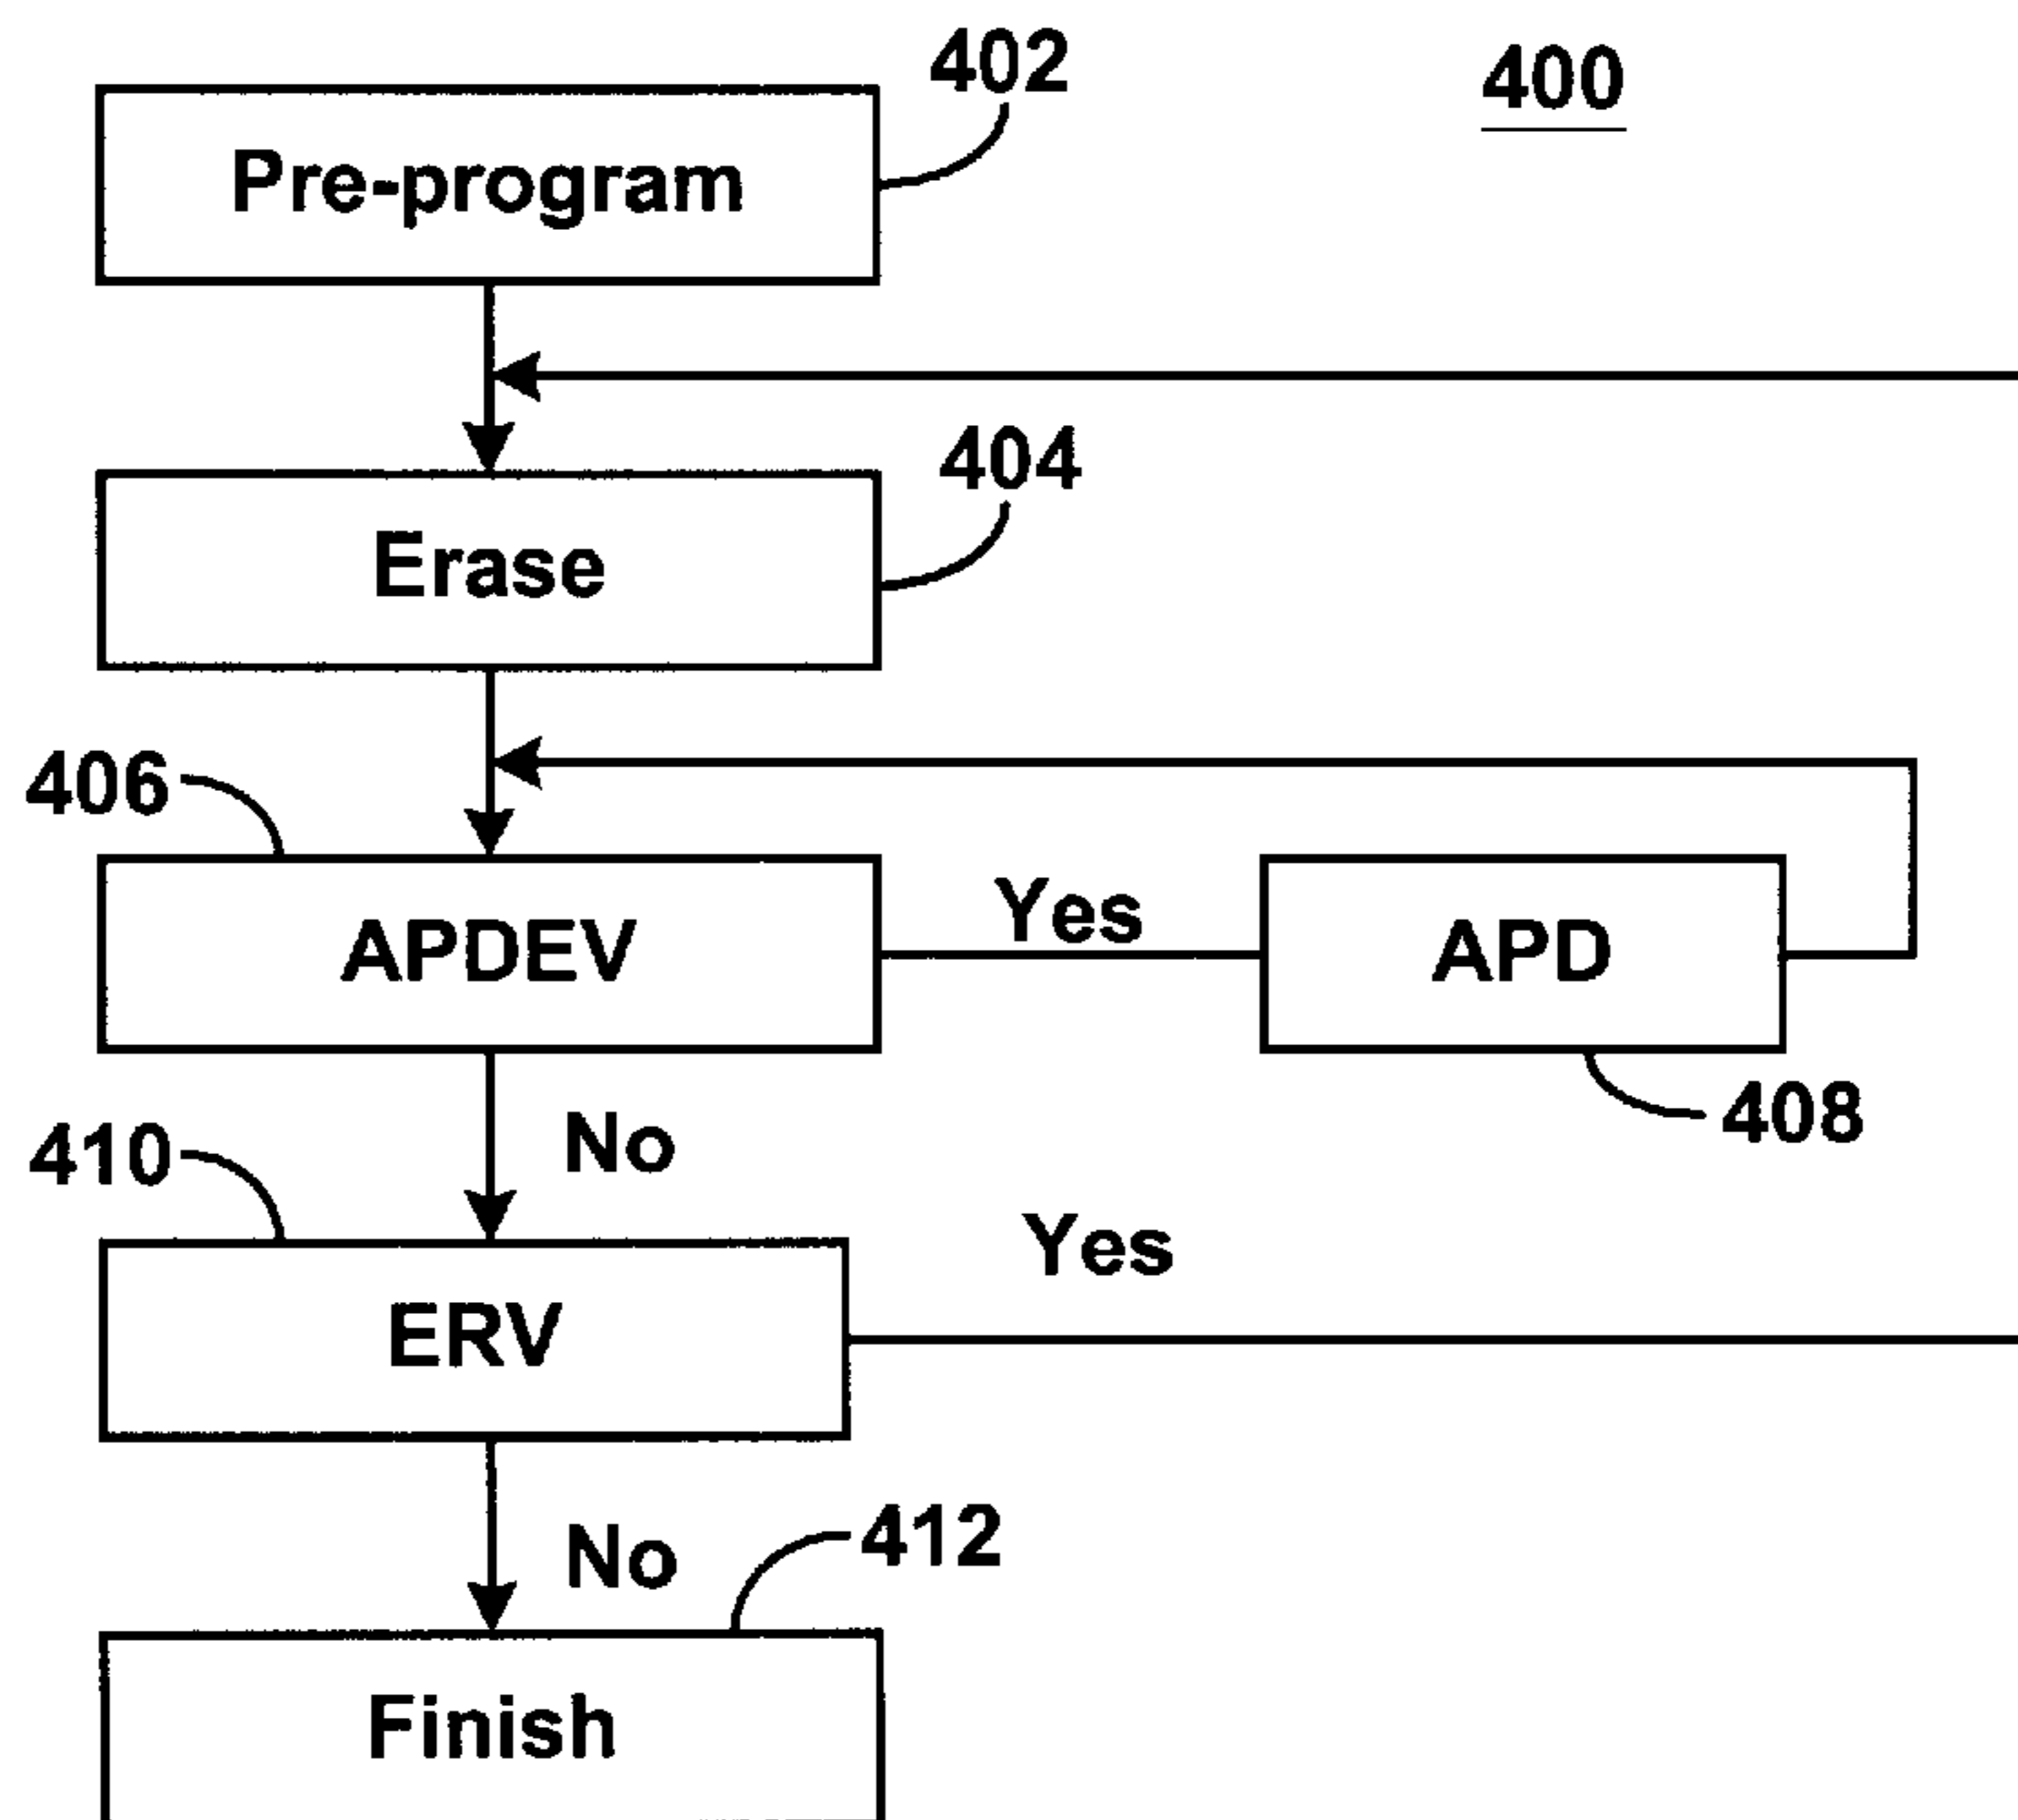 402
400
Pre-program
404
Erase
406
APDEV
Yes
APD
408
410
No
Yes
ERV
412
No
Finish